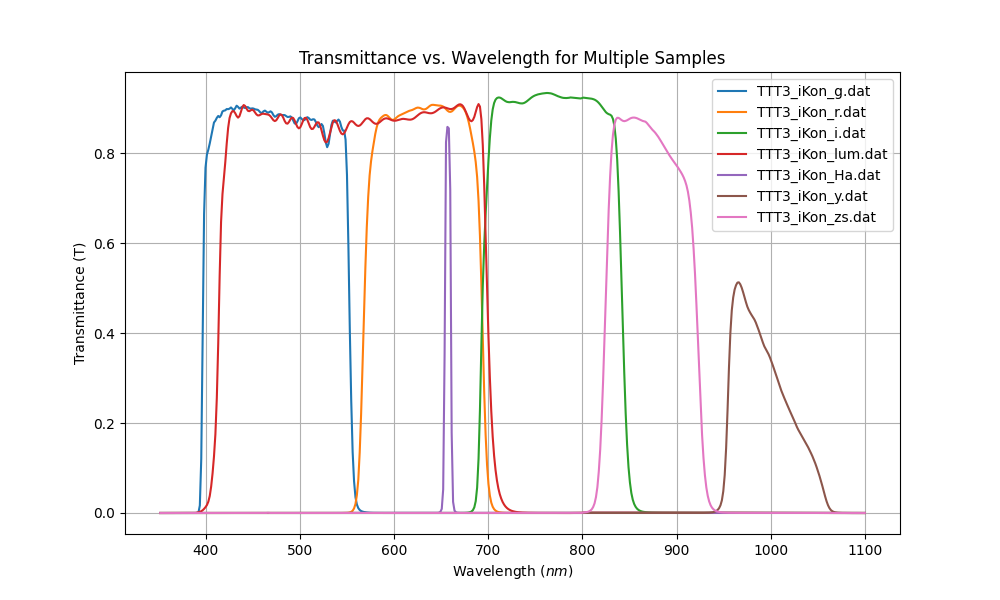 Transmittance vs. Wavelength for Multiple Samples
TTT3_iKon_g.dat
TTT3_iKon_r.dat
TTT3_iKon_i.dat
TTT3_iKon_lum.dat
TTT3_iKon_Ha.dat
TTT3_iKon_y.dat
TTT3_iKon_zs.dat
Transmittance (T)
0.8
0.6
0.4
0.2
0.0
400 500 600 700 800 900 1000 1100
Wavelength (nm)